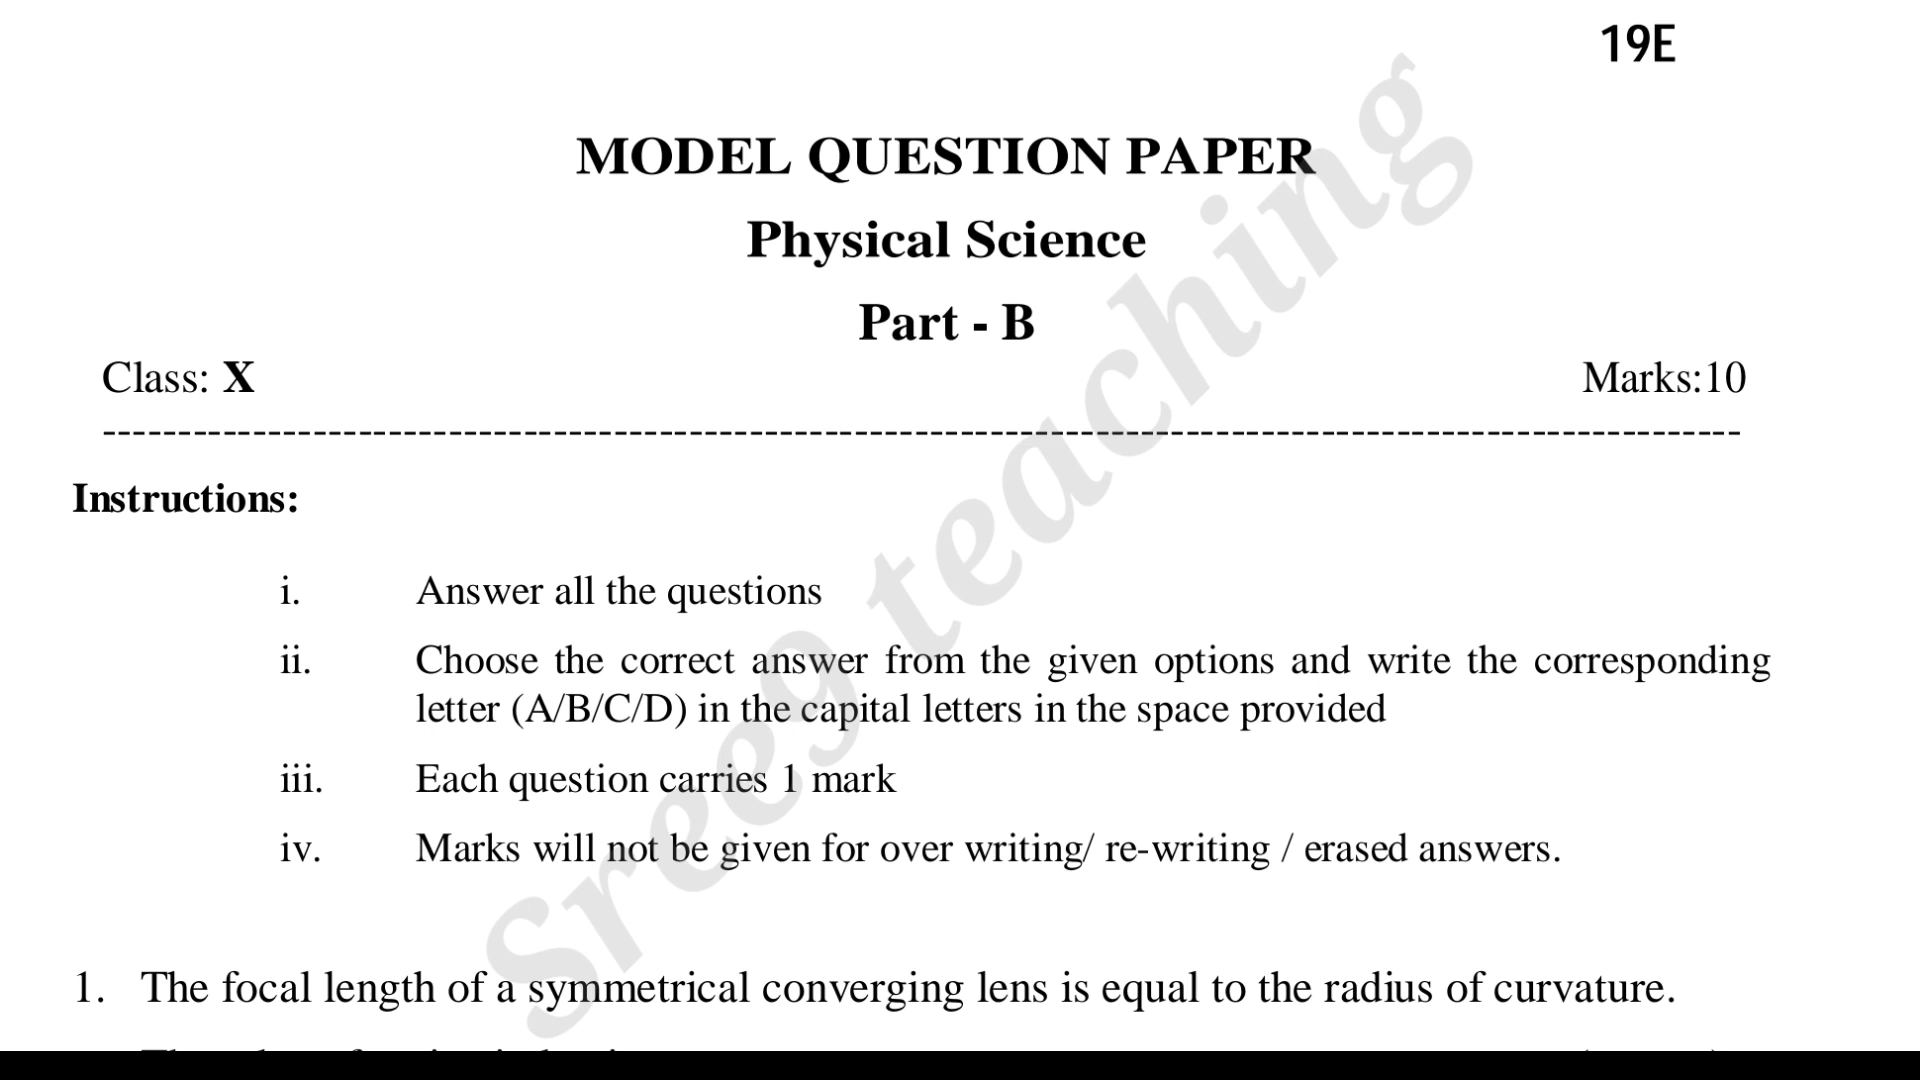 19E
MODEL QUESTION PAPER
Physical Science
Part - B
Class: X Marks:10
----------------------------------------------------------------------------------------------------------------
Instructions:
i. Answer all the questions
ii. Choose the correct answer from the given options and write the corresponding
letter (A/B/C/D) in the capital letters in the space provided
iii. Each question carries 1 mark
iv. Marks will not be given for over writing/ re-writing / erased answers.
1. The focal length of a symmetrical converging lens is equal to the radius of curvature.
Sree9 teaching